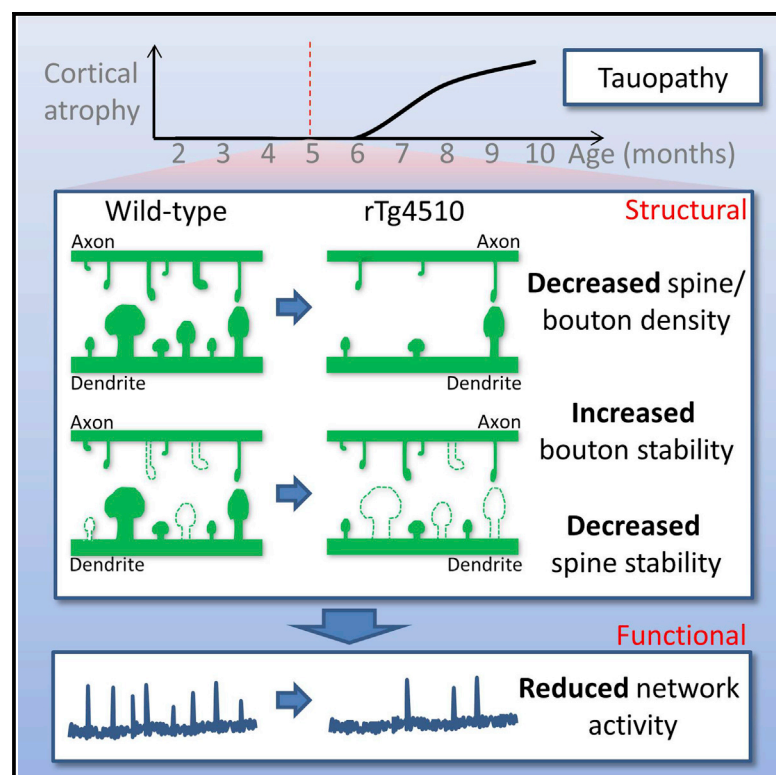 Cortical
atrophy
Tauopathy
2 3 4 5 6 7 8 9 10 Age (months)
Wild-type
rTg4510
Structural
Axon
Axon
Decreased spine/
bouton density
Dendrite
Dendrite
Axon
Axon
Increased
bouton stability
Decreased
spine stability
Dendrite
Dendrite
Functional
Reduced network
activity